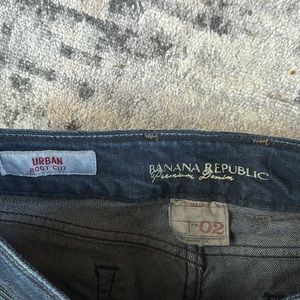 URBAN
BOOT CUT
BANANA REPUBLIC
Premium Denim
02